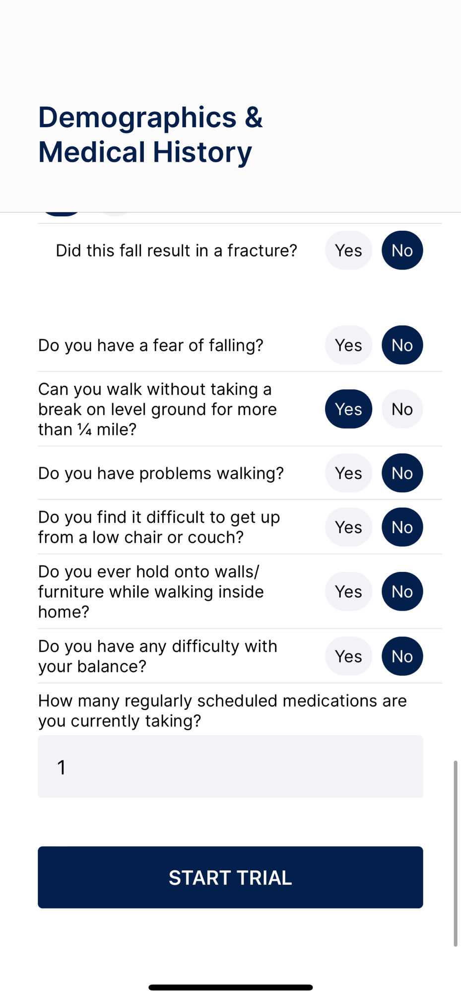 Demographics &
Medical History
Did this fall result in a fracture? Yes No
Do you have a fear of falling? Yes No
Can you walk without taking a
break on level ground for more
than ¼ mile?
Yes No
Do you have problems walking? Yes No
Do you find it difficult to get up
from a low chair or couch?
Yes No
Do you ever hold onto walls/
furniture while walking inside
home?
Yes No
Do you have any difficulty with
your balance?
Yes No
How many regularly scheduled medications are
you currently taking?
1
START TRIAL